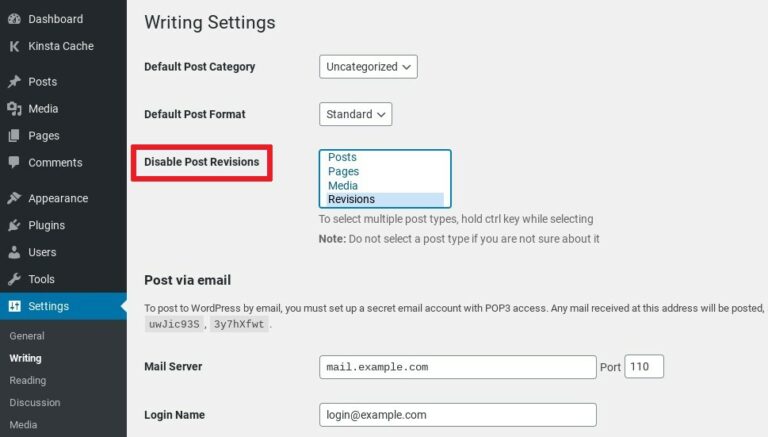 Dashboard
Kinsta Cache
Posts
Media
Pages
Comments
Appearance
Plugins
Users
Tools
Settings
General
Writing
Reading
Discussion
Media
Writing Settings
Default Post Category Uncategorized
Default Post Format Standard
Disable Post Revisions
Posts
Pages
Media
Revisions
To select multiple post types, hold ctrl key while selecting
Note: Do not select a post type if you are not sure about it
Post via email
To post to WordPress by email, you must set up a secret email account with POP3 access. Any mail received at this address will be posted,
uwJic93S , 3y7hXfwt .
Mail Server mail.example.com Port 110
Login Name login@example.com